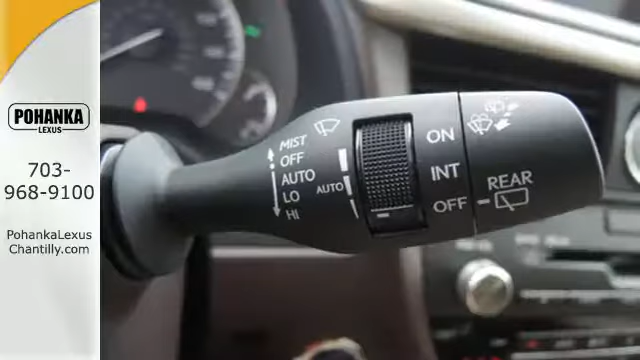 POHANKA
LEXUS
703-
968-9100
PohankaLexus
Chantilly.com
MIST
OFF
AUTO
LO
HI
AUTO
ON
INT
OFF
REAR